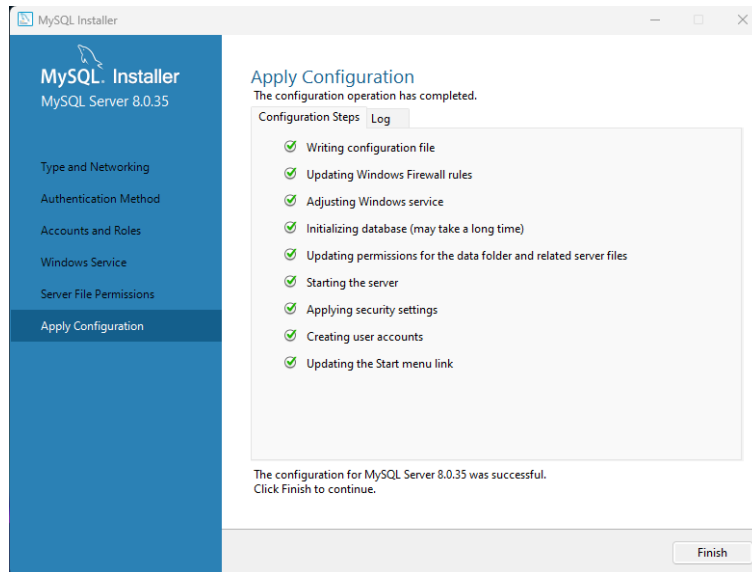 MySQL Installer
MySQL. Installer
MySQL Server 8.0.35
Type and Networking
Authentication Method
Accounts and Roles
Windows Service
Server File Permissions
Apply Configuration
Apply Configuration
The configuration operation has completed.
Configuration Steps Log
Writing configuration file
Updating Windows Firewall rules
Adjusting Windows service
Initializing database (may take a long time)
Updating permissions for the data folder and related server files
Starting the server
Applying security settings
Creating user accounts
Updating the Start menu link
The configuration for MySQL Server 8.0.35 was successful.
Click Finish to continue.
Finish